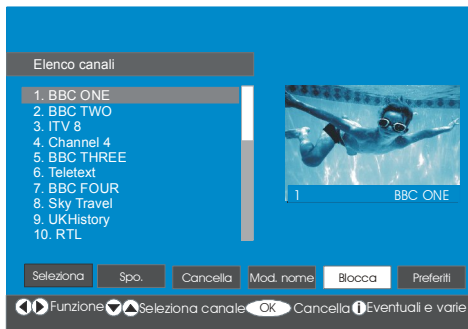 Elenco canali
1. BBC ONE
2. BBC TWO
3. ITV 8
4. Channel 4
5. BBC THREE
6. Teletext
7. BBC FOUR
8. Sky Travel
9. UKHistory
10. RTL
1 BBC ONE
Seleziona Spo. Cancella Mod. nome Blocca Preferiti
Funzione Seleziona canale OK Cancella i Eventuali e varie